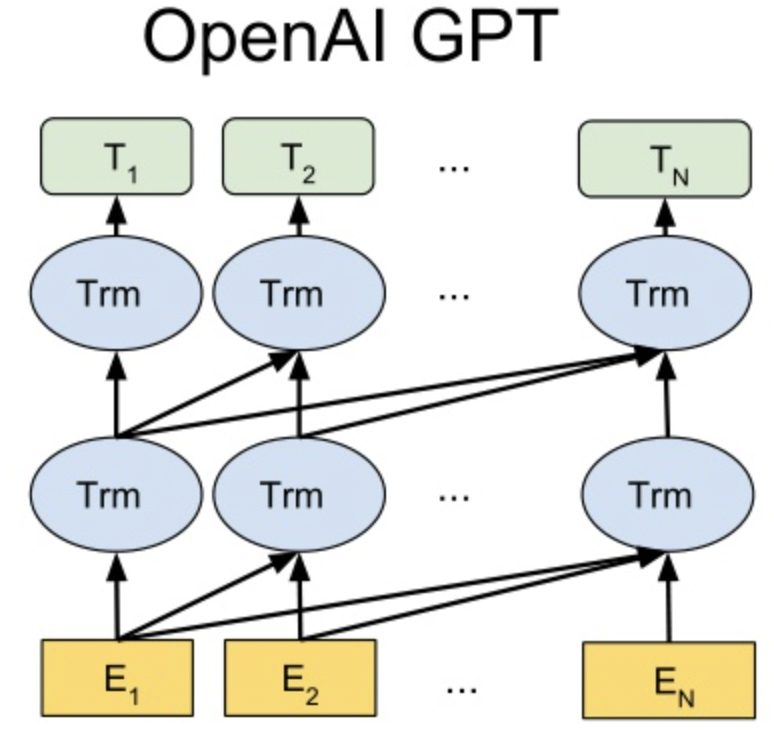 OpenAI GPT
T1 T2 ... TN
Trm Trm ... Trm
Trm Trm ... Trm
E1 E2 ... EN